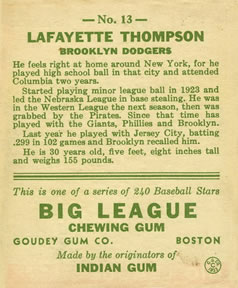 — No. 13 —
LAFAYETTE THOMPSON
BROOKLYN DODGERS
He feels right at home around New York, for he
played high school ball in that city and attended
Columbia two years.
Started playing minor league ball in 1923 and
led the Nebraska League in base stealing. He was
in the Western League the next season, then was
grabbed by the Pirates. Since that time has
played with the Giants, Phillies and Brooklyn.
Last year he played with Jersey City, batting
.299 in 102 games and Brooklyn recalled him.
He is 30 years old, five feet, eight inches tall
and weighs 155 pounds.
This is one of a series of 240 Baseball Stars
BIG LEAGUE
CHEWING GUM
GOUDEY GUM CO. BOSTON
Made by the originators of
INDIAN GUM